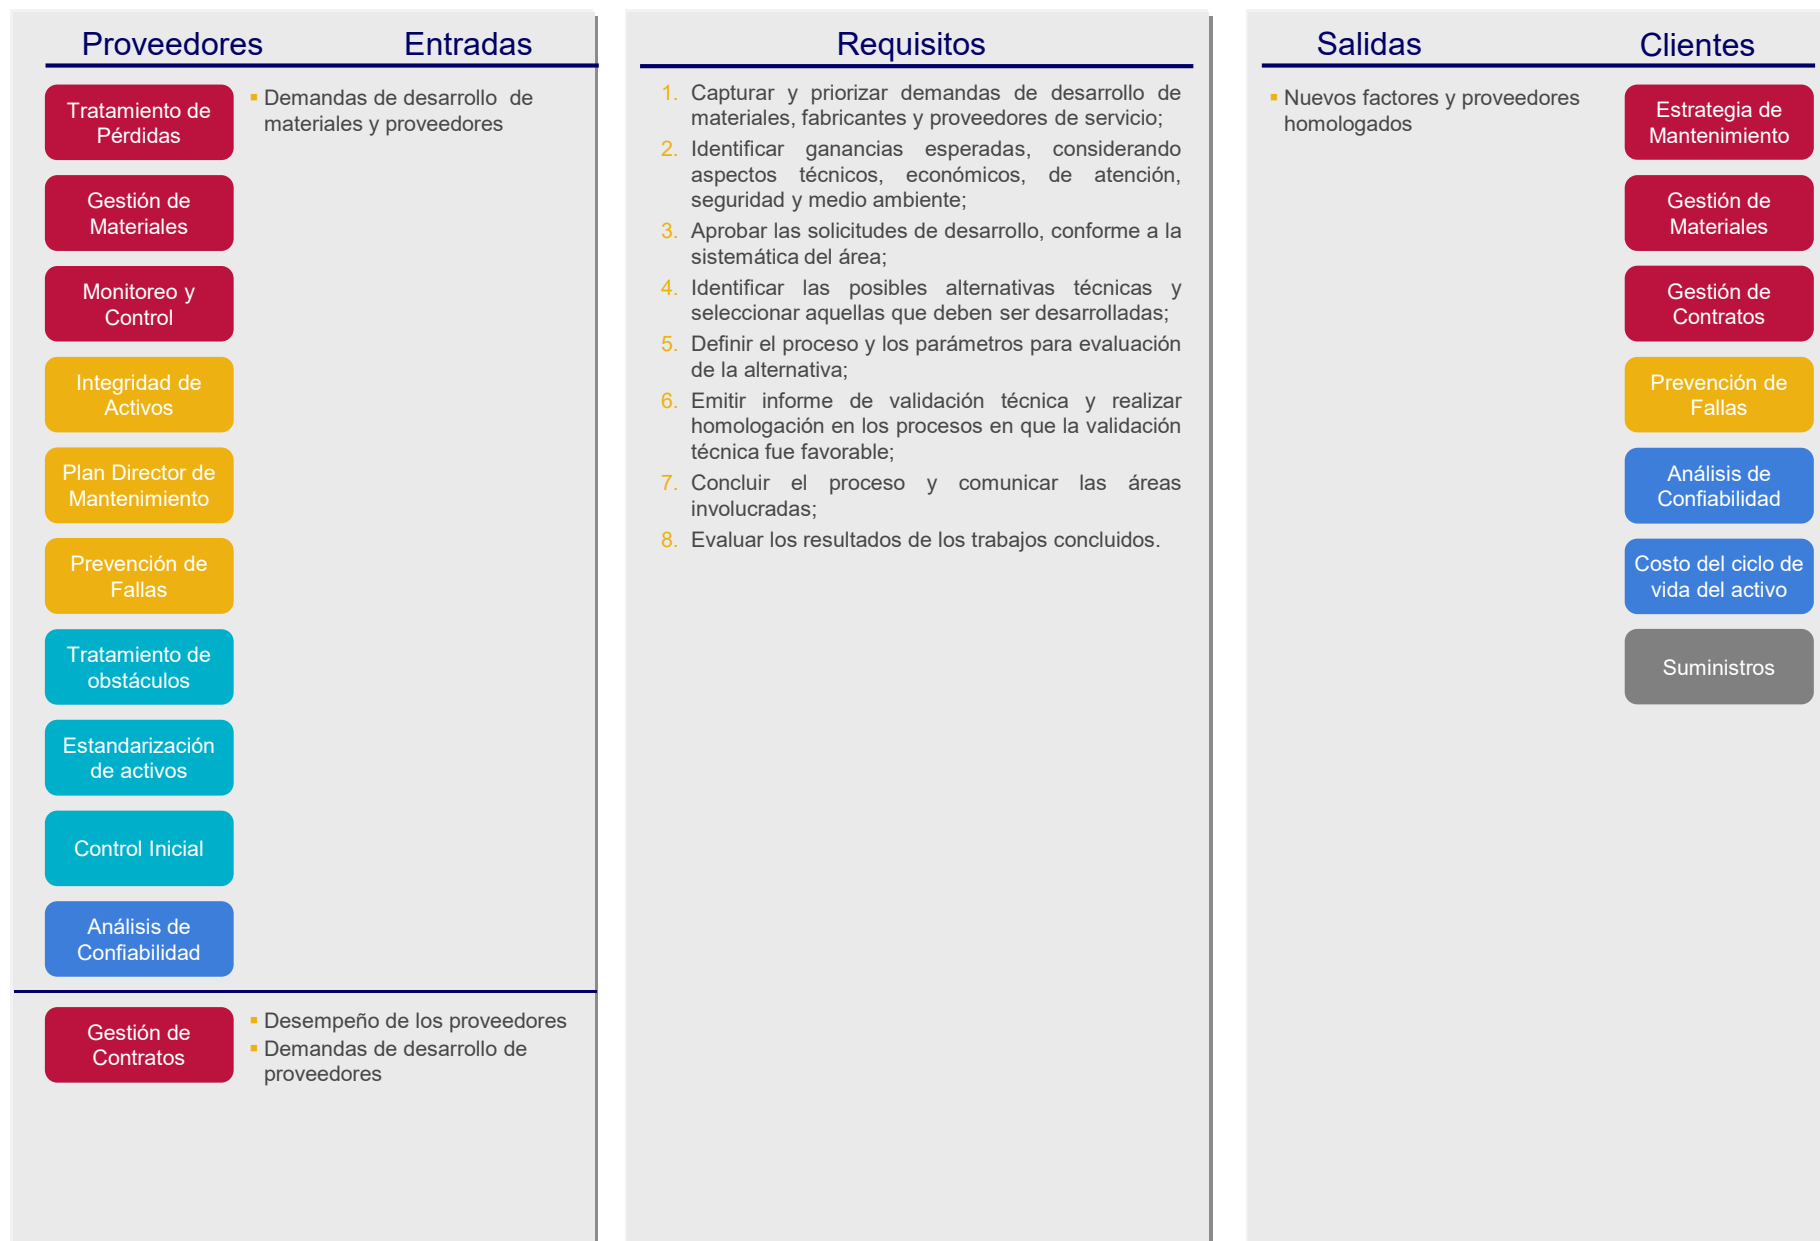 Proveedores
Entradas
Tratamiento de
Pérdidas
▪ Demandas de desarrollo de
materiales y proveedores
Gestión de
Materiales
Monitoreo y
Control
Integridad de
Activos
Plan Director de
Mantenimiento
Prevención de
Fallas
Tratamiento de
obstáculos
Estandarización
de activos
Control Inicial
Análisis de
Confiabilidad
Gestión de
Contratos
▪ Desempeño de los proveedores
▪ Demandas de desarrollo de
proveedores
Requisitos
1. Capturar y priorizar demandas de desarrollo de
materiales, fabricantes y proveedores de servicio;
2. Identificar ganancias esperadas, considerando
aspectos técnicos, económicos, de atención,
seguridad y medio ambiente;
3. Aprobar las solicitudes de desarrollo, conforme a la
sistemática del área;
4. Identificar las posibles alternativas técnicas y
seleccionar aquellas que deben ser desarrolladas;
5. Definir el proceso y los parámetros para evaluación
de la alternativa;
6. Emitir informe de validación técnica y realizar
homologación en los procesos en que la validación
técnica fue favorable;
7. Concluir el proceso y comunicar las áreas
involucradas;
8. Evaluar los resultados de los trabajos concluidos.
Salidas
Clientes
▪ Nuevos factores y proveedores
homologados
Estrategia de
Mantenimiento
Gestión de
Materiales
Gestión de
Contratos
Prevención de
Fallas
Análisis de
Confiabilidad
Costo del ciclo de
vida del activo
Suministros